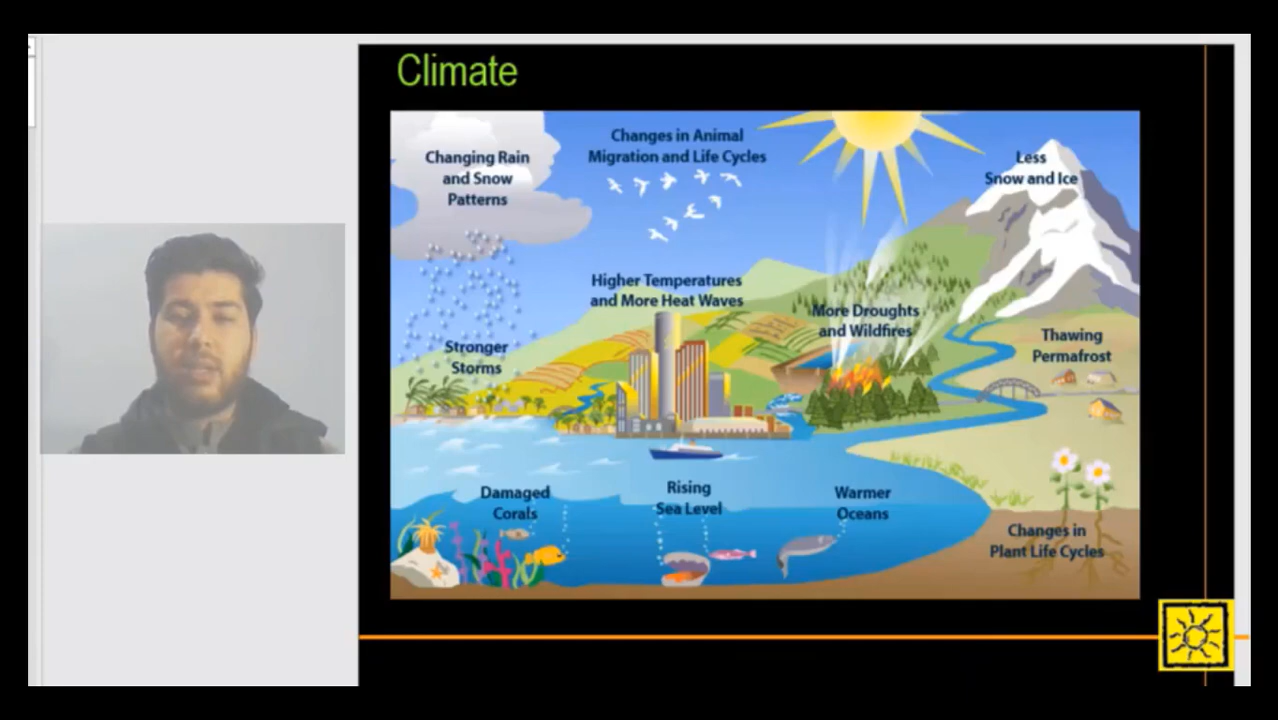 Climate
Changing Rain
and Snow
Patterns
Changes in Animal
Migration and Life Cycles
Less
Snow and Ice
Higher Temperatures
and More Heat Waves
More Droughts
and Wildfires
Thawing
Permafrost
Stronger
Storms
Damaged
Corals
Rising
Sea Level
Warmer
Oceans
Changes in
Plant Life Cycles